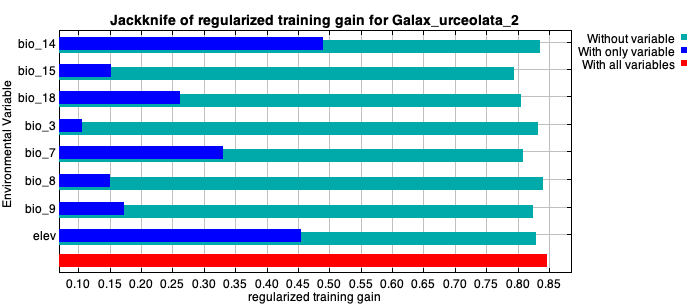 Jackknife of regularized training gain for Galax_urceolata_2
Environmental Variable
bio_14
bio_15
bio_18
bio_3
bio_7
bio_8
bio_9
elev
Without variable
With only variable
With all variables
0.10 0.15 0.20 0.25 0.30 0.35 0.40 0.45 0.50 0.55 0.60 0.65 0.70 0.75 0.80 0.85
regularized training gain